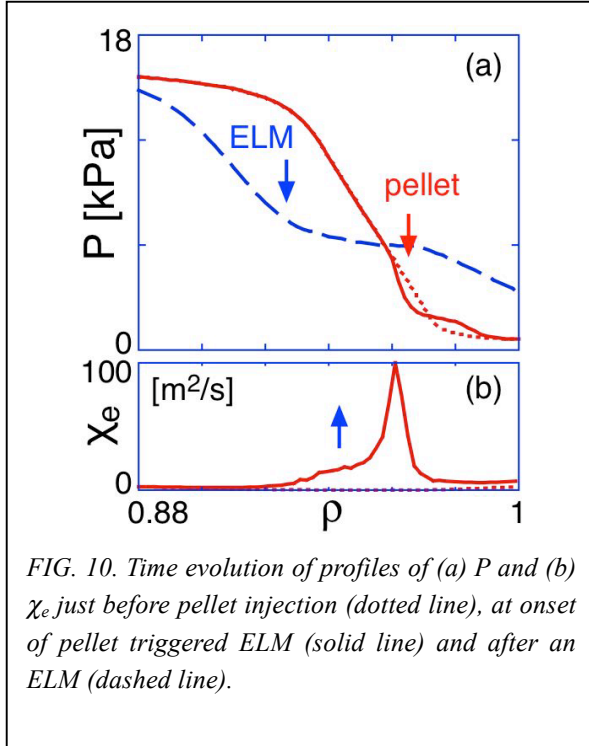 18
(a)
ELM
pellet
P [kPa]
0
100
[m²/s]
(b)
χe
0
0.88
ρ
1
FIG. 10. Time evolution of profiles of (a) P and (b)
χe just before pellet injection (dotted line), at onset
of pellet triggered ELM (solid line) and after an
ELM (dashed line).